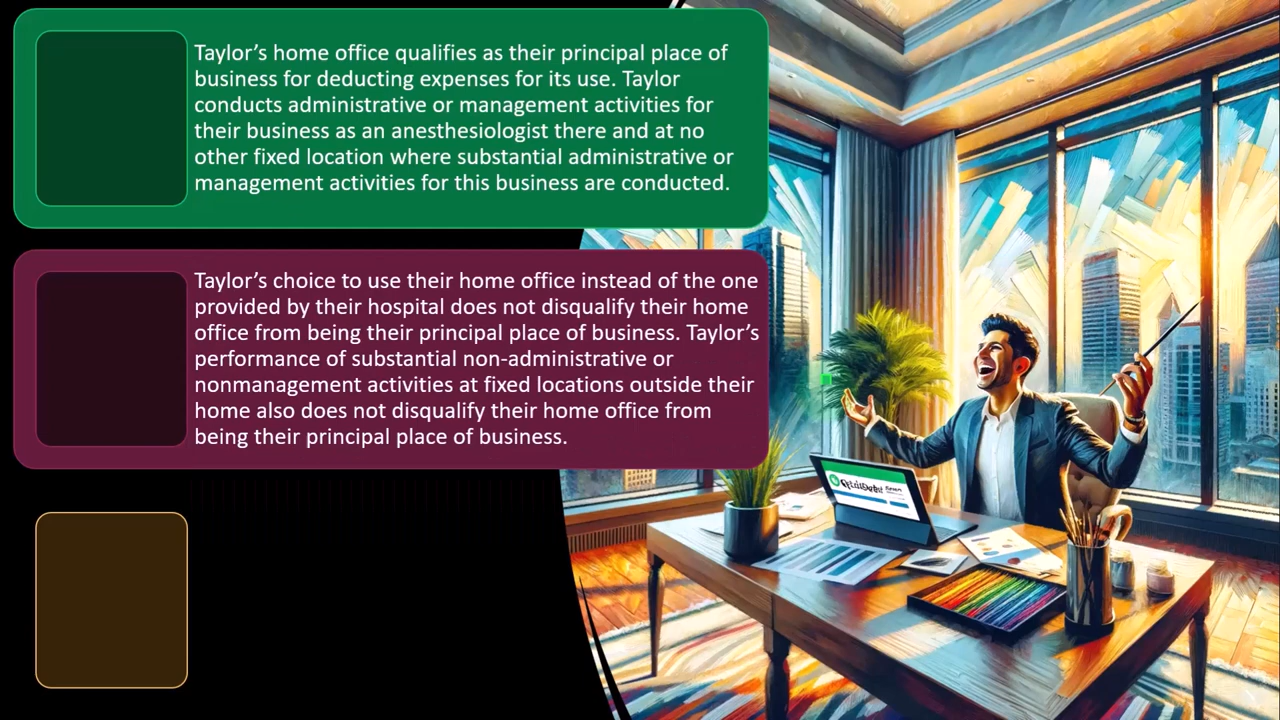 Taylor’s home office qualifies as their principal place of
business for deducting expenses for its use. Taylor
conducts administrative or management activities for
their business as an anesthesiologist there and at no
other fixed location where substantial administrative or
management activities for this business are conducted.
Taylor’s choice to use their home office instead of the one
provided by their hospital does not disqualify their home
office from being their principal place of business. Taylor’s
performance of substantial non-administrative or
nonmanagement activities at fixed locations outside their
home also does not disqualify their home office from
being their principal place of business.